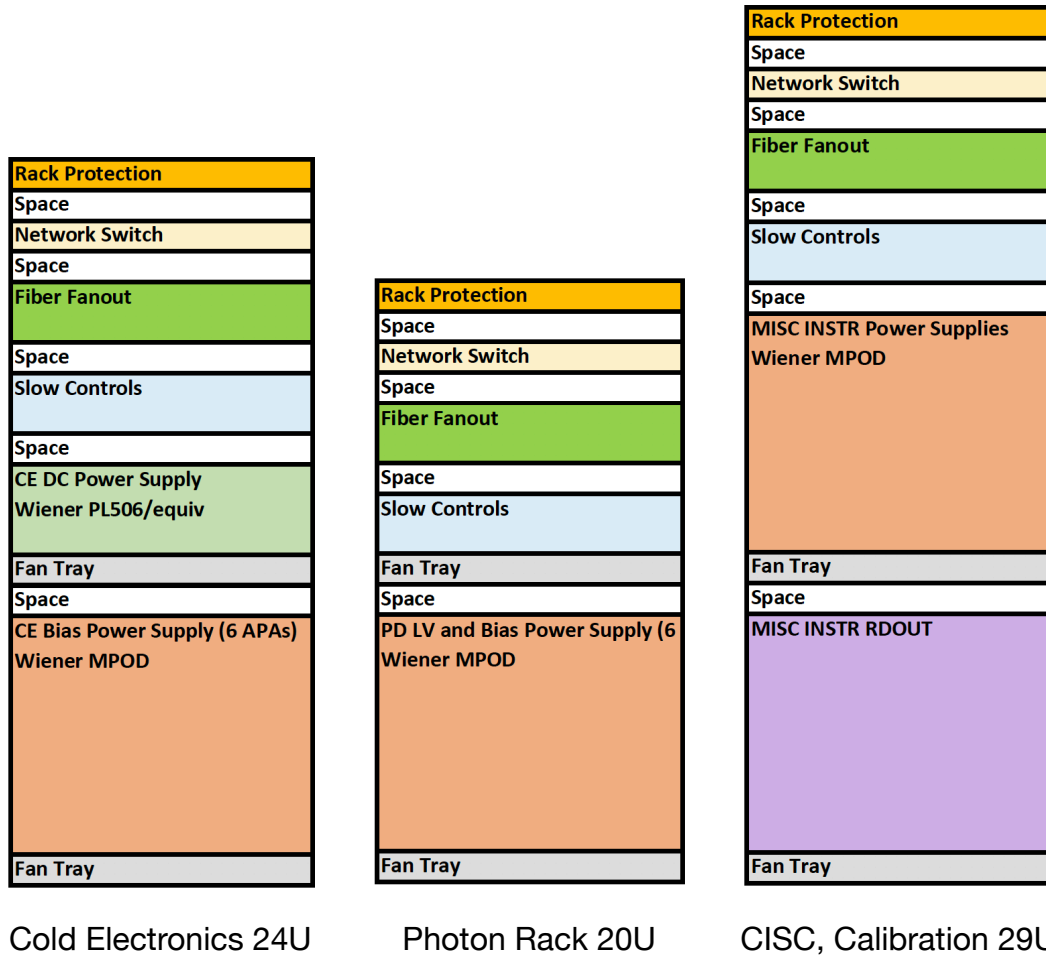 Rack Protection
Space
Network Switch
Space
Fiber Fanout
Space
Slow Controls
Space
CE DC Power Supply
Wiener PL506/equiv
Fan Tray
Space
CE Bias Power Supply (6 APAs)
Wiener MPOD
Fan Tray
Cold Electronics 24U
Rack Protection
Space
Network Switch
Space
Fiber Fanout
Space
Slow Controls
Fan Tray
Space
PD LV and Bias Power Supply (6
Wiener MPOD
Fan Tray
Photon Rack 20U
Rack Protection
Space
Network Switch
Space
Fiber Fanout
Space
Slow Controls
Space
MISC INSTR Power Supplies
Wiener MPOD
Fan Tray
Space
MISC INSTR RDOUT
Fan Tray
CISC, Calibration 29U